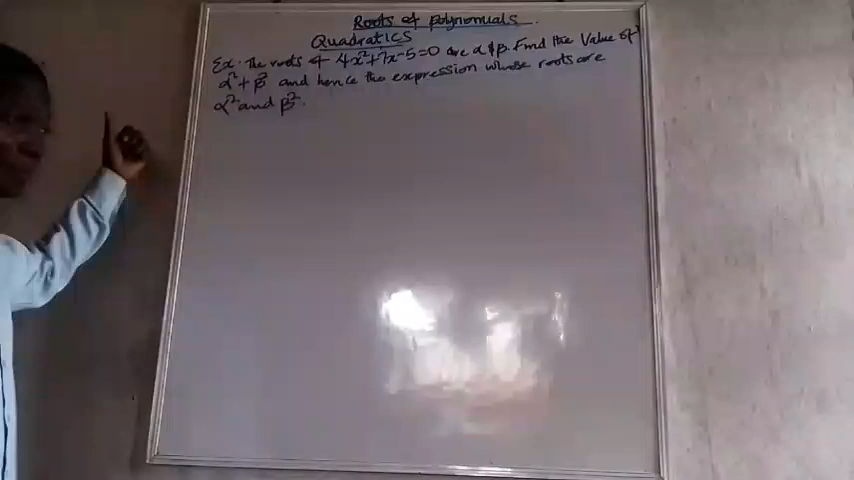 Roots of Polynomials.
Quadratics
Ex. The roots of 4x²+7x-5=0 are α & β. Find the value of
α²+β² and hence the expression whose roots are
α² and β².